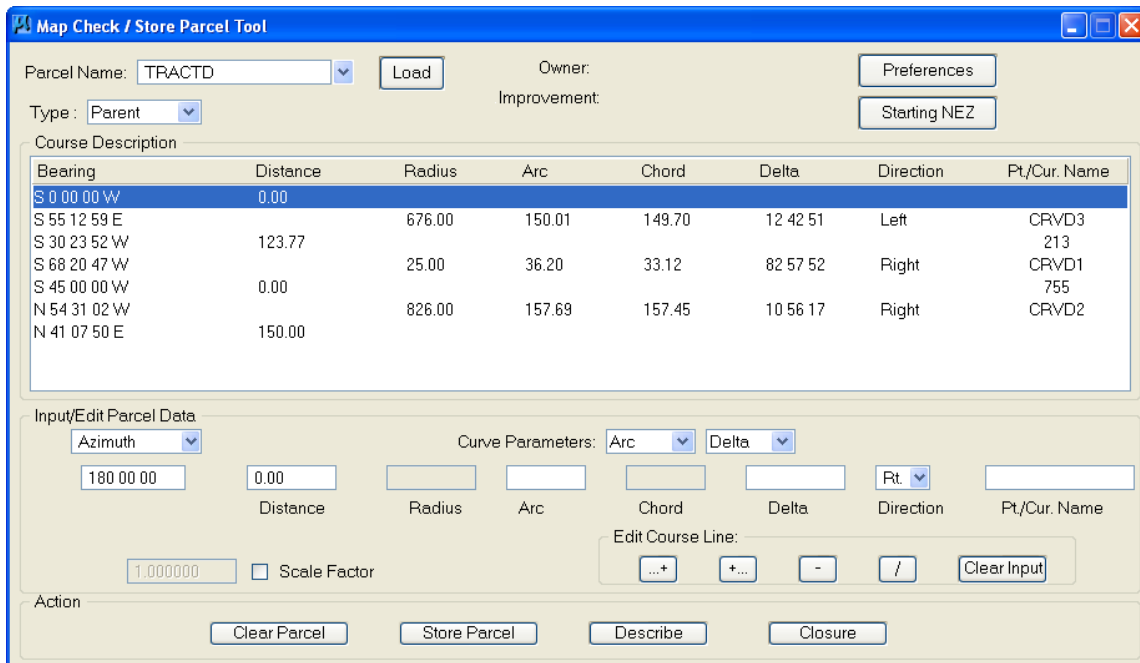 Map Check / Store Parcel Tool
Parcel Name: TRACTD Load Owner: Preferences
Improvement:
Type : Parent Starting NEZ
Course Description
Bearing Distance Radius Arc Chord Delta Direction Pt./Cur. Name
S 0 00 00 W 0.00
S 55 12 59 E 676.00 150.01 149.70 12 42 51 Left CRVD3
S 30 23 52 W 123.77 213
S 68 20 47 W 25.00 36.20 33.12 82 57 52 Right CRVD1
S 45 00 00 W 0.00 755
N 54 31 02 W 826.00 157.69 157.45 10 56 17 Right CRVD2
N 41 07 50 E 150.00
Input/Edit Parcel Data
Azimuth Curve Parameters: Arc Delta
180 00 00 0.00 Rt.
Distance Radius Arc Chord Delta Direction Pt./Cur. Name
Edit Course Line:
1.000000 Scale Factor ...+ +... - / Clear Input
Action
Clear Parcel Store Parcel Describe Closure